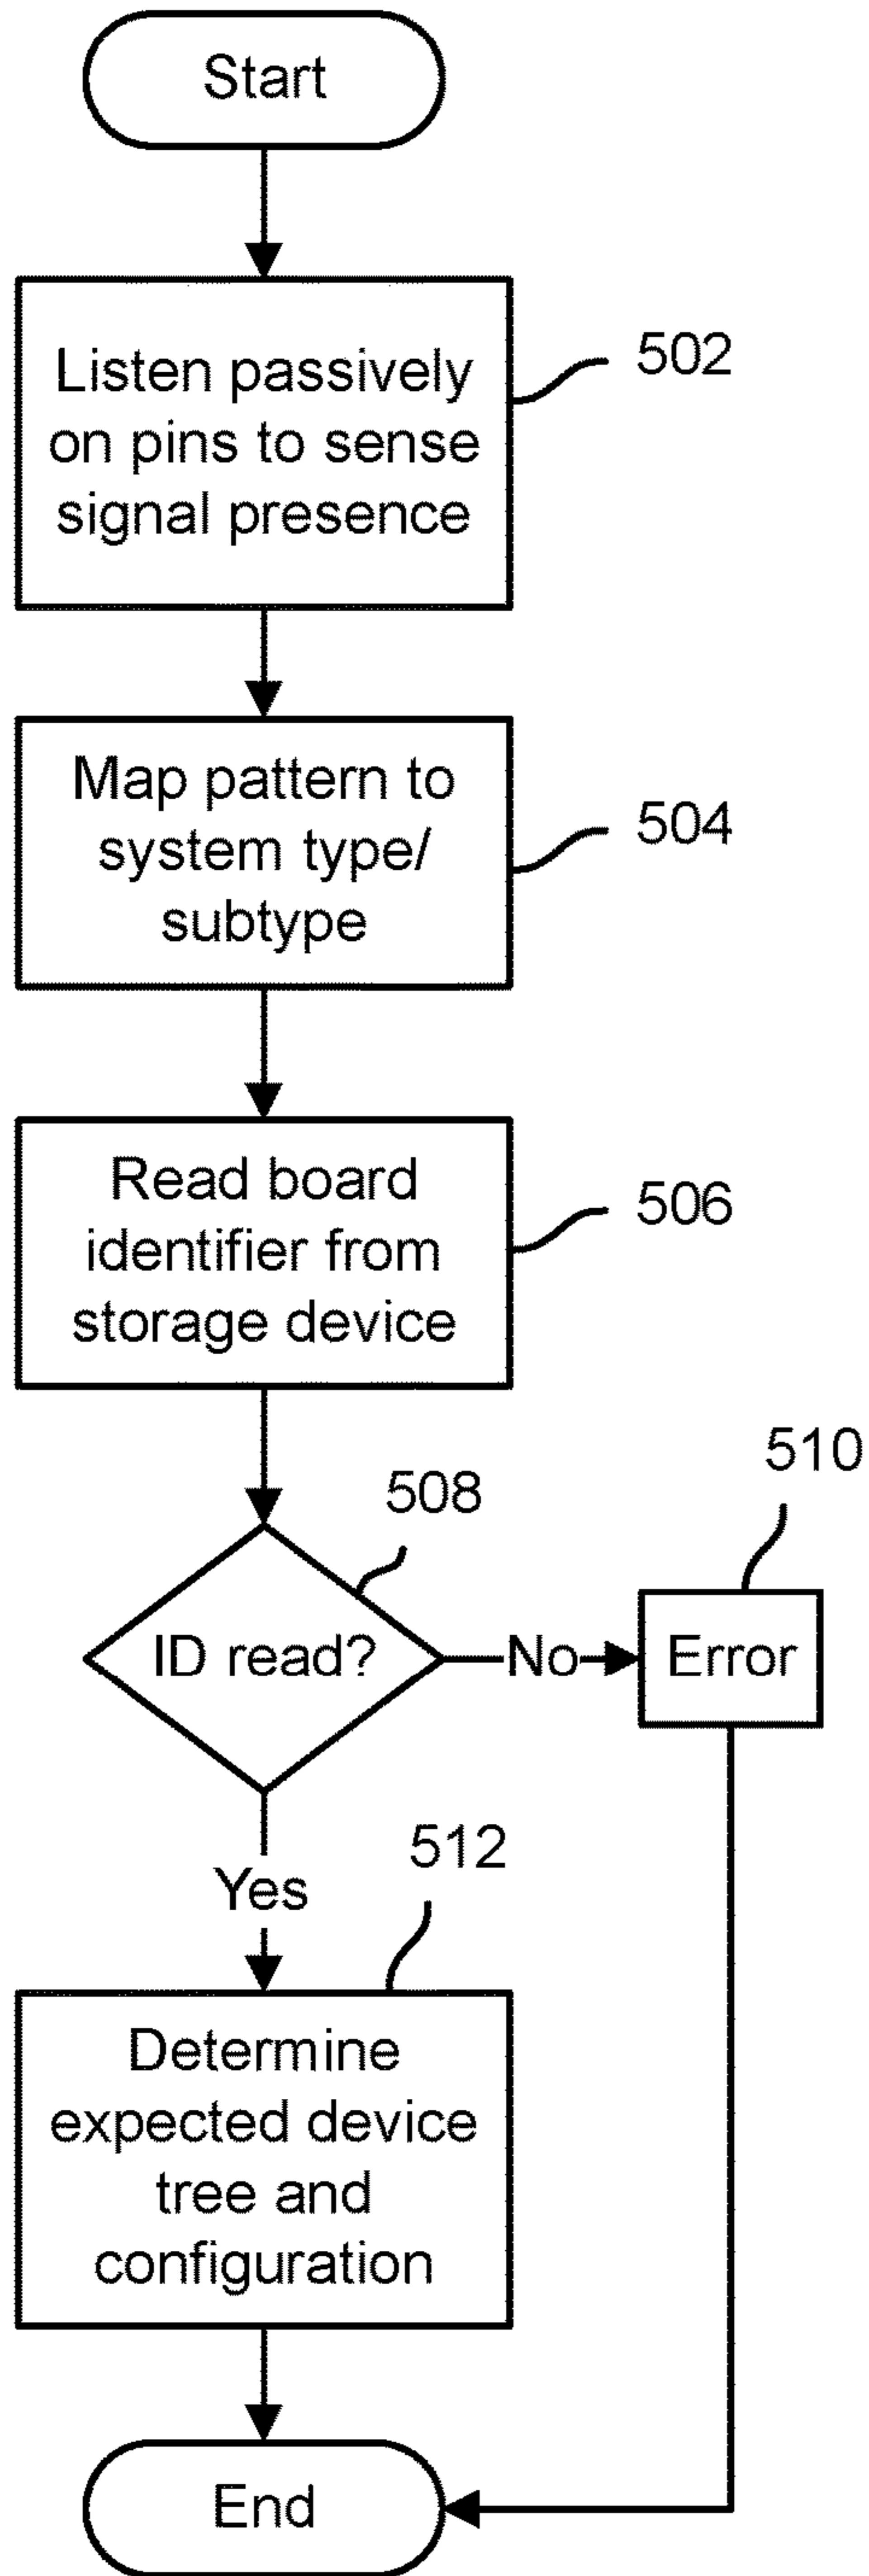 Start
Listen passively
on pins to sense
signal presence
502
Map pattern to
system type/
subtype
504
Read board
identifier from
storage device
506
508
510
ID read?
No
Error
Yes
512
Determine
expected device
tree and
configuration
End